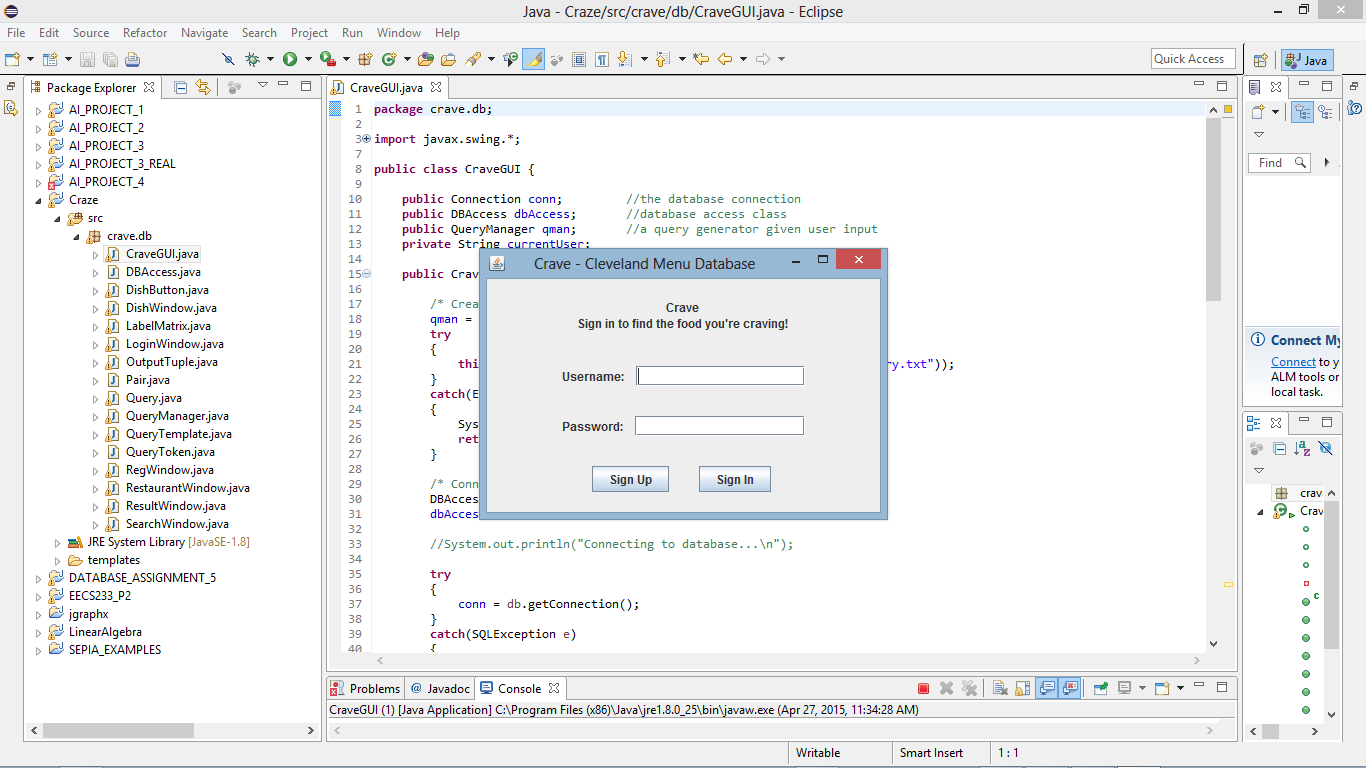 Java - Craze/src/crave/db/CraveGUI.java - Eclipse
File Edit Source Refactor Navigate Search Project Run Window Help
Quick Access
Java
Package Explorer
AI_PROJECT_1
AI_PROJECT_2
AI_PROJECT_3
AI_PROJECT_3_REAL
AI_PROJECT_4
Craze
src
crave.db
CraveGUI.java
DBAccess.java
DishButton.java
DishWindow.java
LabelMatrix.java
LoginWindow.java
OutputTuple.java
Pair.java
Query.java
QueryManager.java
QueryTemplate.java
QueryToken.java
RegWindow.java
RestaurantWindow.java
ResultWindow.java
SearchWindow.java
JRE System Library [JavaSE-1.8]
templates
DATABASE_ASSIGNMENT_5
EECS233_P2
jgraphx
LinearAlgebra
SEPIA_EXAMPLES
CraveGUI.java
1 package crave.db;
2
3 import javax.swing.*;
7
8 public class CraveGUI {
9
10 public Connection conn; //the database connection
11 public DBAccess dbAccess; //database access class
12 public QueryManager qman; //a query generator given user input
13 private String currentUser;
14
15 public Crav
16
17 /* Crea
18 qman =
19 try
20 {
21 thi ry.txt"));
22 }
23 catch(E
24 {
25 Sys
26 ret
27 }
28
29 /* Conn
30 DBAcces
31 dbAcces
32
33 //System.out.println("Connecting to database...\n");
34
35 try
36 {
37 conn = db.getConnection();
38 }
39 catch(SQLException e)
40 {
Crave - Cleveland Menu Database
Crave
Sign in to find the food you're craving!
Username:
Password:
Sign Up Sign In
Find
Connect My
Connect to y
ALM tools or
local task.
crav
Crav
Problems @ Javadoc Console
CraveGUI (1) [Java Application] C:\Program Files (x86)\Java\jre1.8.0_25\bin\javaw.exe (Apr 27, 2015, 11:34:28 AM)
Writable Smart Insert 1 : 1